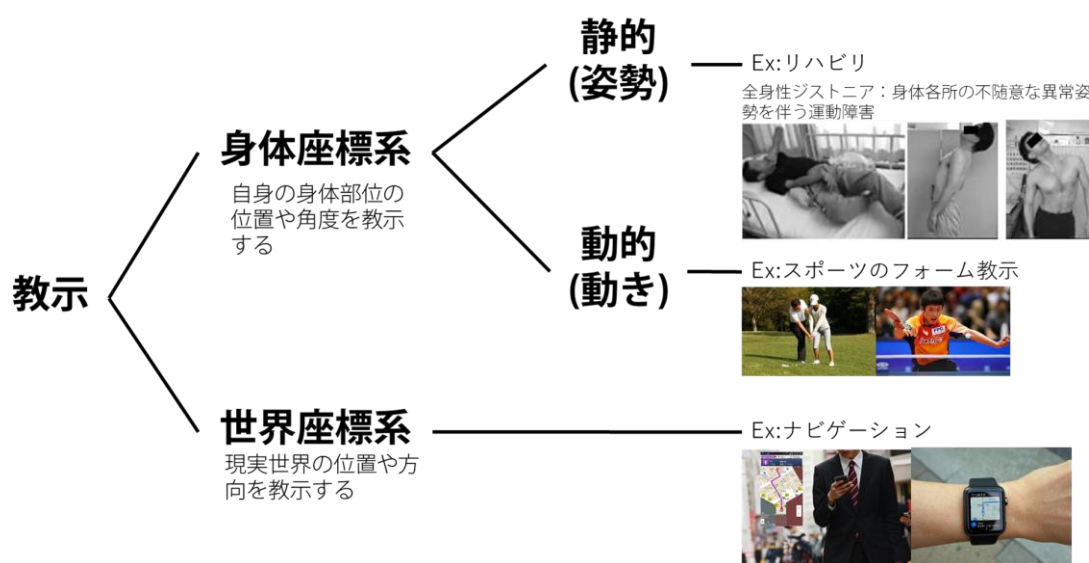 静的
(姿勢)
Ex:リハビリ
全身性ジストニア：身体各所の不随意な異常姿
勢を伴う運動障害
身体座標系
自身の身体部位の
位置や角度を教示
する
動的
(動き)
Ex:スポーツのフォーム教示
教示
世界座標系
現実世界の位置や方
向を教示する
Ex:ナビゲーション